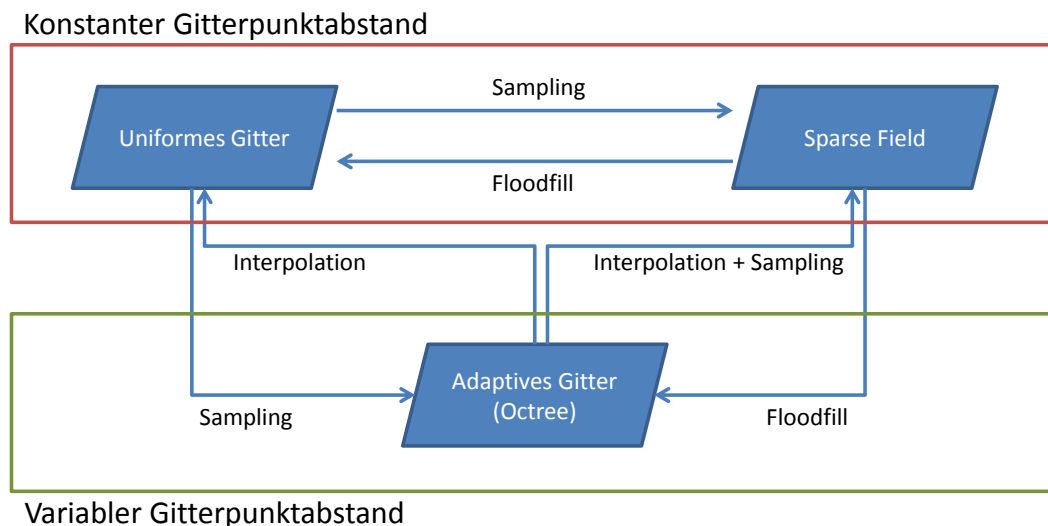 Konstanter Gitterpunktabstand
Sampling
Uniformes Gitter
Sparse Field
Floodfill
Interpolation
Interpolation + Sampling
Adaptives Gitter
(Octree)
Sampling
Floodfill
Variabler Gitterpunktabstand